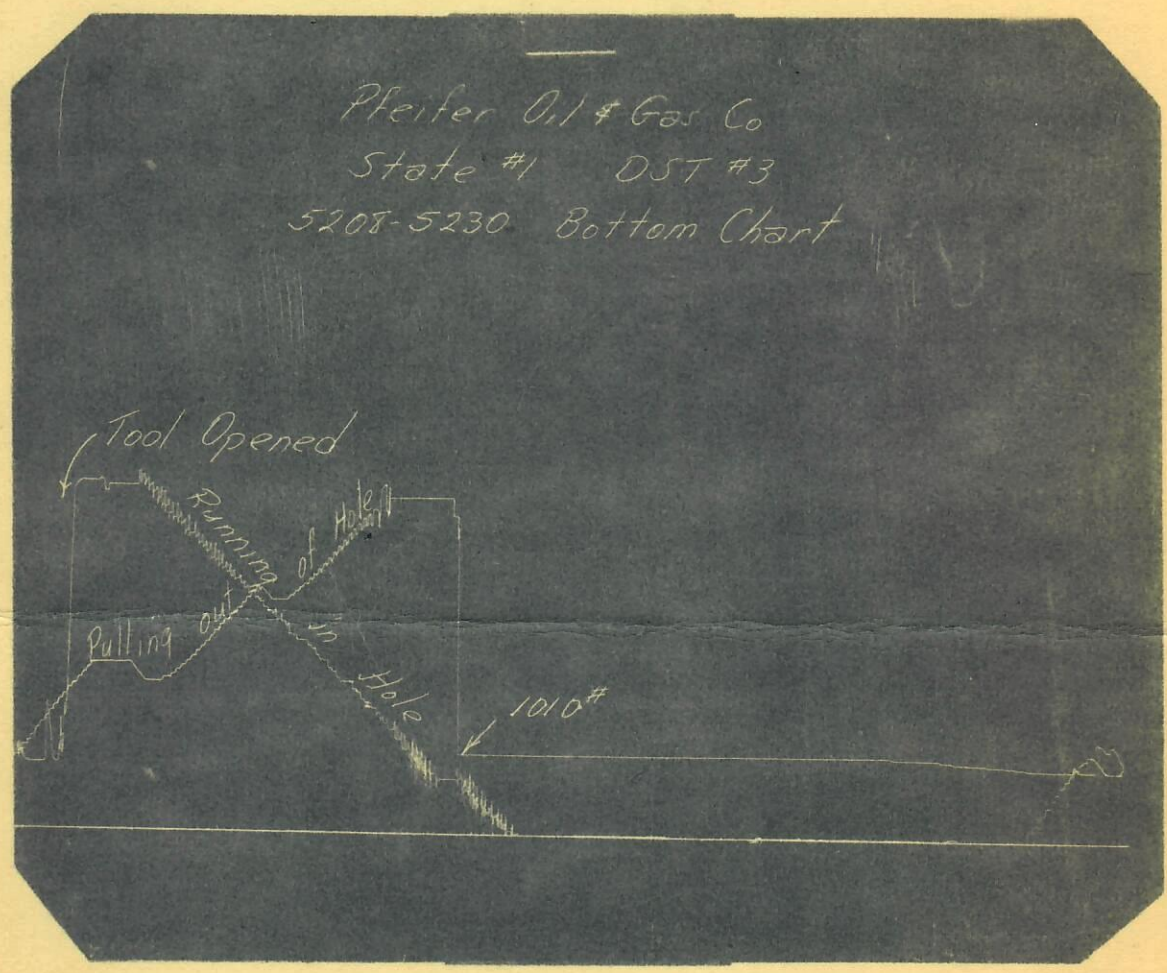 Pfeifer Oil & Gas Co
State #1 DST #3
5208-5230 Bottom Chart
Tool Opened
Running in Hole
Pulling out of Hole
1010#